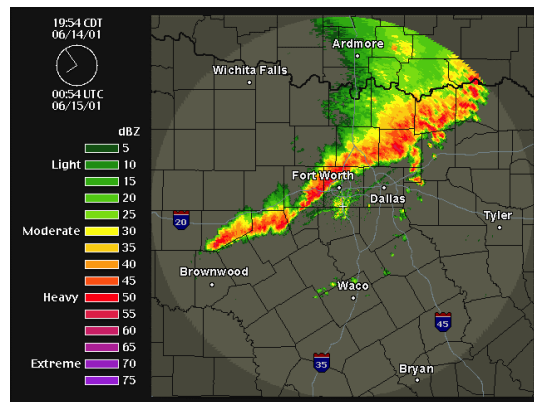 19:54 CDT
06/14/01
00:54 UTC
06/15/01
dBZ
5
Light 10
15
20
25
Moderate 30
35
40
45
Heavy 50
55
60
65
Extreme 70
75
Ardmore
Wichita Falls
Fort Worth
Dallas
20
Tyler
Brownwood
Waco
45
35
Bryan